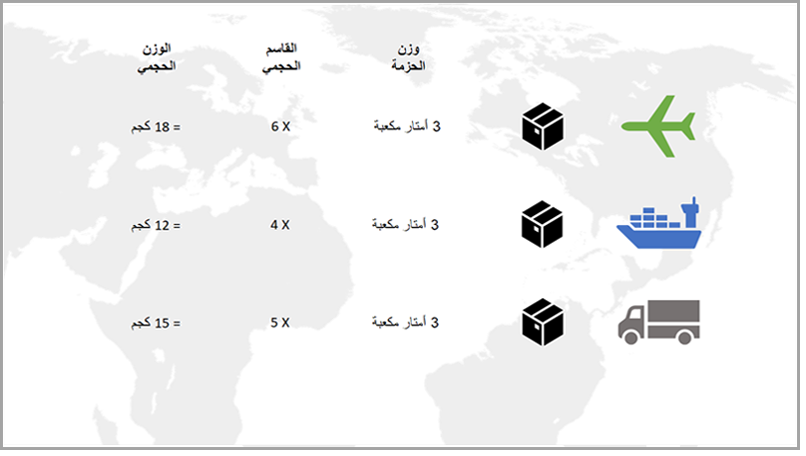 وزن الحزمة
القاسم الحجمي
الوزن الحجمي
3 أمتار مكعبة
6 X
= 18 كجم
3 أمتار مكعبة
4 X
= 12 كجم
3 أمتار مكعبة
5 X
= 15 كجم